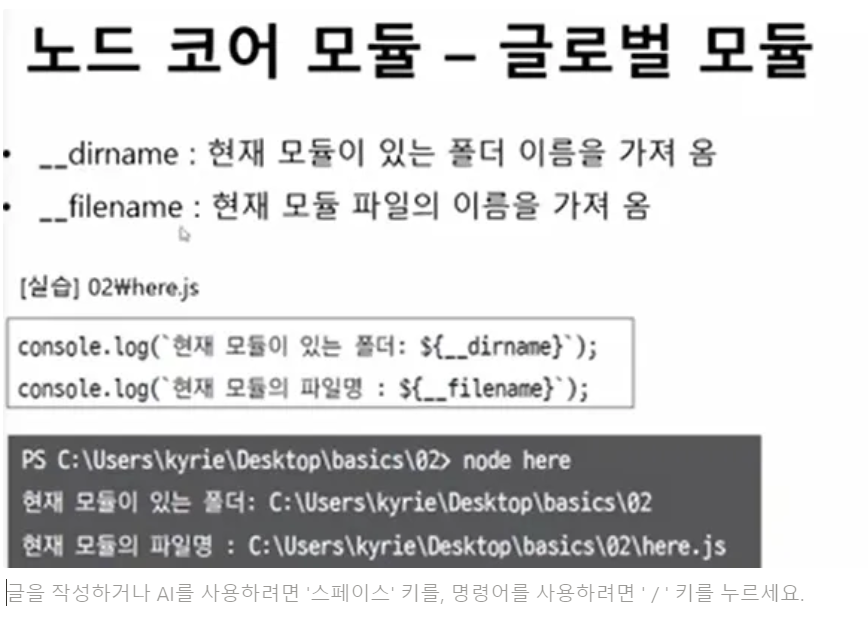 노드 코어 모듈 – 글로벌 모듈
• __dirname : 현재 모듈이 있는 폴더 이름을 가져 옴
• __filename : 현재 모듈 파일의 이름을 가져 옴
[실습] 02₩here.js
console.log(`현재 모듈이 있는 폴더: ${__dirname}`);
console.log(`현재 모듈의 파일명 : ${__filename}`);
PS C:\Users\kyrie\Desktop\basics\02> node here
현재 모듈이 있는 폴더: C:\Users\kyrie\Desktop\basics\02
현재 모듈의 파일명 : C:\Users\kyrie\Desktop\basics\02\here.js
글을 작성하거나 AI를 사용하려면 '스페이스' 키를, 명령어를 사용하려면 ' / ' 키를 누르세요.